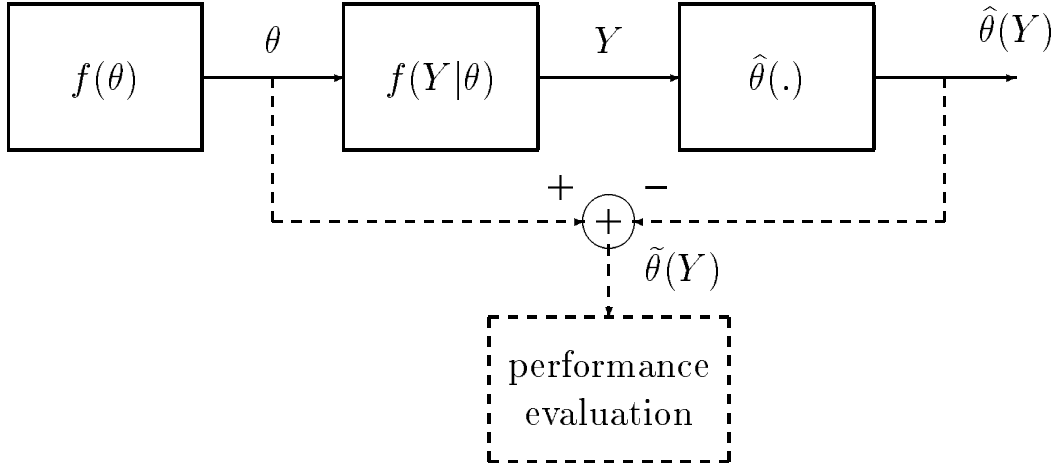 θ
Y
θ̂(Y)
f(θ)
f(Y|θ)
θ̂(.)
+
−
+
θ̃(Y)
performance
evaluation